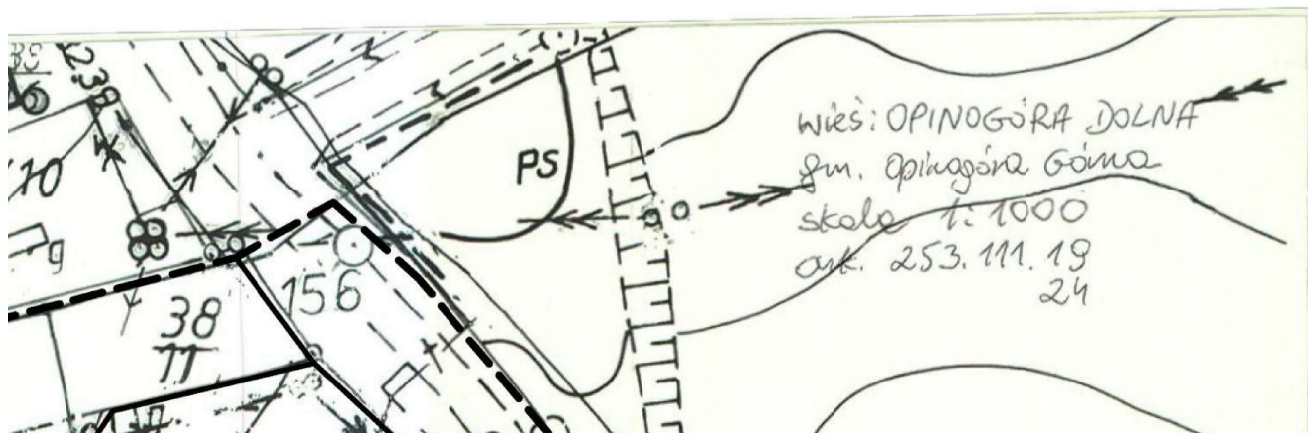 wieś: OPINOGÓRA DOLNA
gm. Opinogóra Górna
skala 1:1000
ark. 253.111.19
24
PS
156
38
11
g